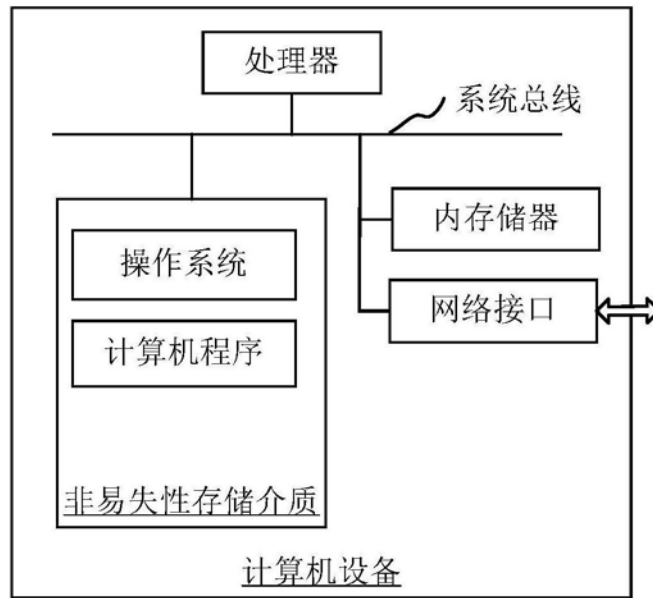 处理器
系统总线
内存储器
操作系统
网络接口
计算机程序
非易失性存储介质
计算机设备